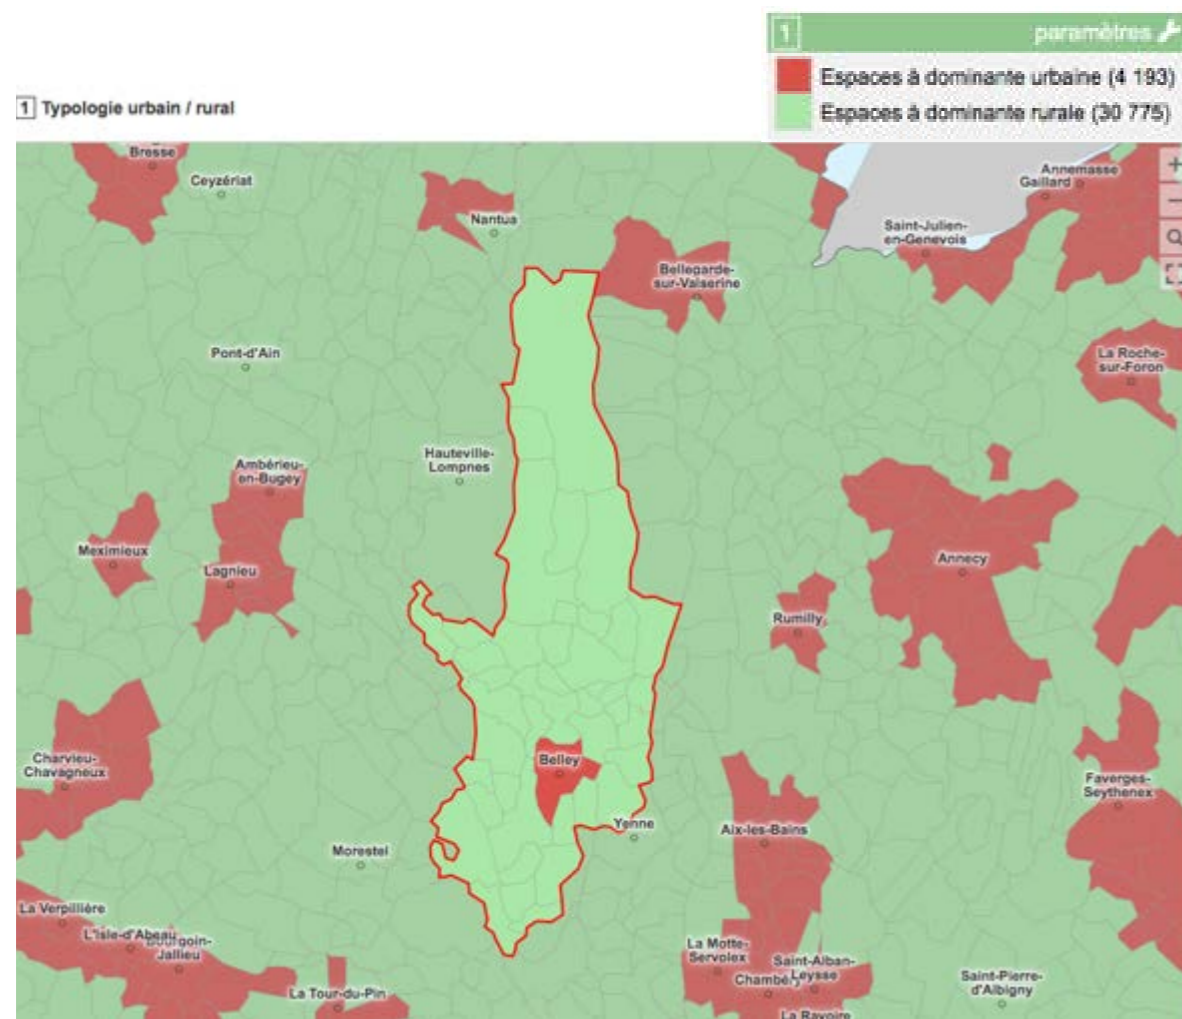 1 paramètres
Espaces à dominante urbaine (4 193)
Espaces à dominante rurale (30 775)
1 Typologie urbain / rural
Bresse
Ceyzériat
Annemasse
Gaillard
Nantua
Saint-Julien-
en-Genevois
Bellegarde-
sur-Valserine
Pont-d'Ain
La Roche-
sur-Foron
Hauteville-
Lompnes
Ambérieu-
en-Bugey
Meximieux
Lagnieu
Annecy
Rumilly
Charvieu-
Chavagneux
Belley
Faverges-
Seythenex
Yenne
Aix-les-Bains
Morestel
La Verpillière
L'Isle-d'Abeau
Bourgoin-
Jallieu
La Motte-
Servolex
Saint-Alban-
Leysse
Chambéry
Saint-Pierre-
d'Albigny
La Tour-du-Pin
La Ravoire